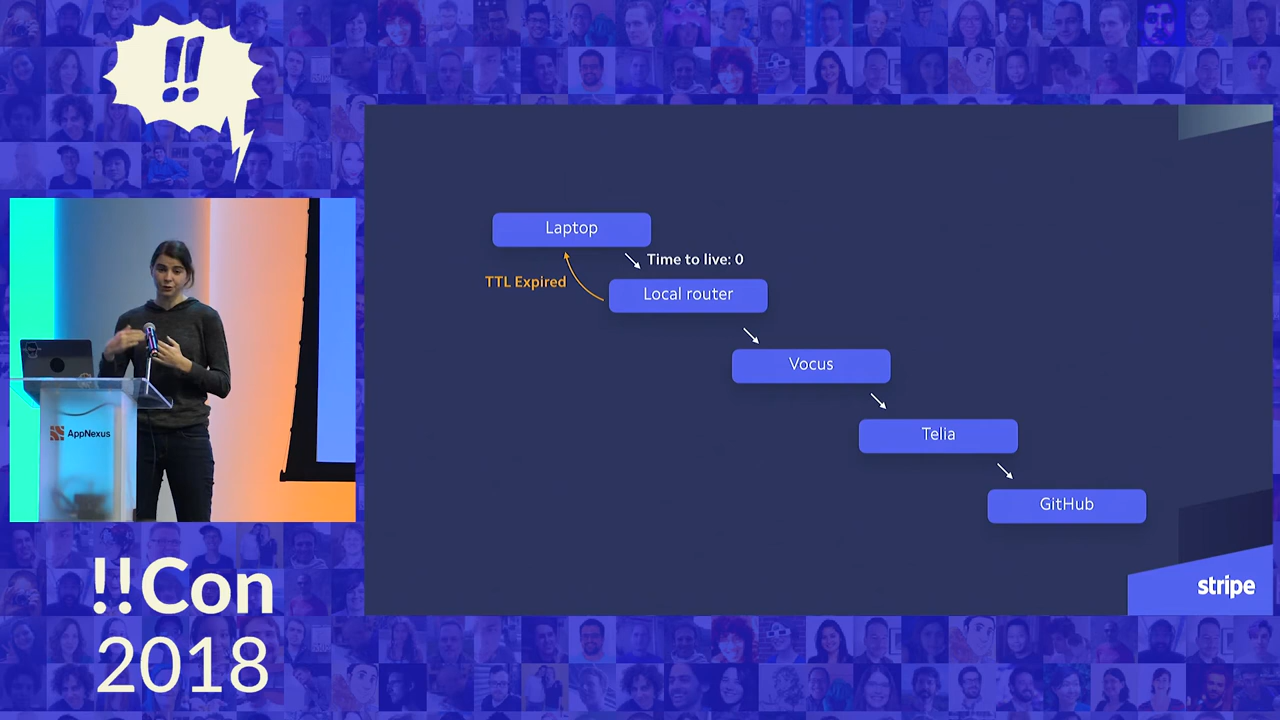 !!
AppNexus
!!Con
2018
Laptop
Time to live: 0
TTL Expired
Local router
Vocus
Telia
GitHub
stripe